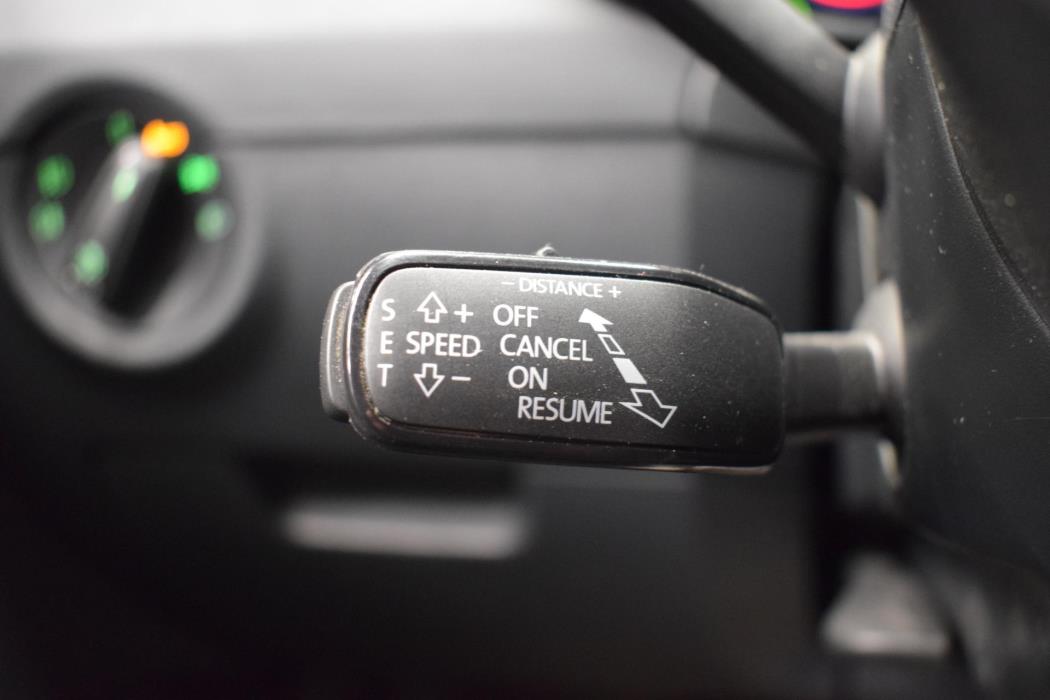 - DISTANCE +
S + OFF
E SPEED CANCEL
T - ON
RESUME